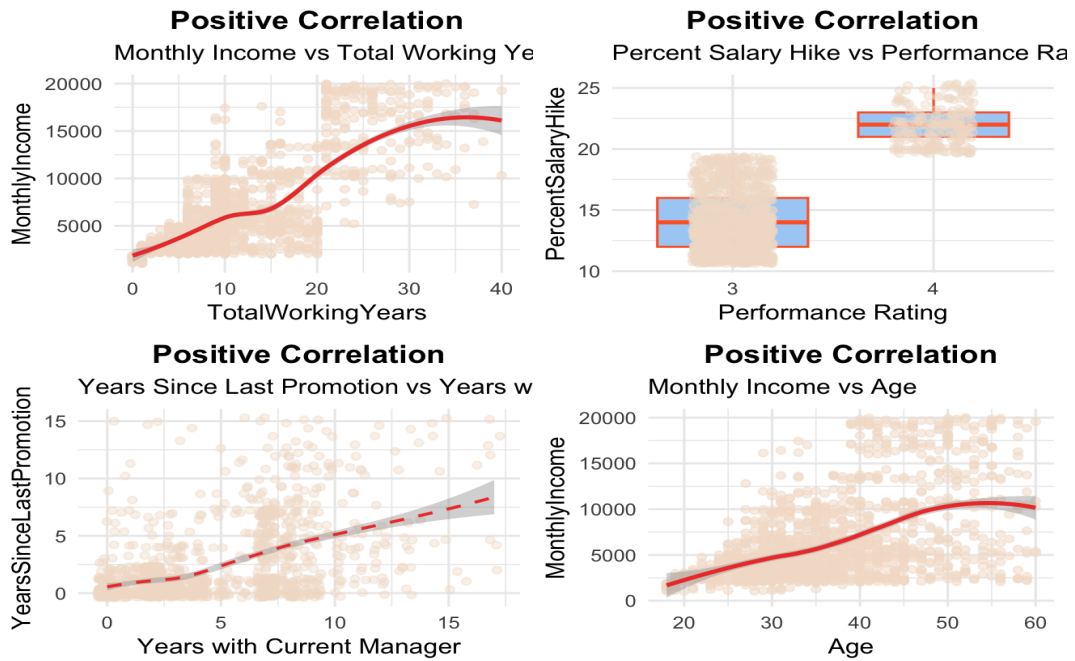 Positive Correlation
Monthly Income vs Total Working Ye
MonthlyIncome
20000
15000
10000
5000
0
10
20
30
40
TotalWorkingYears
Positive Correlation
Percent Salary Hike vs Performance Ra
PercentSalaryHike
25
20
15
10
3
4
Performance Rating
Positive Correlation
Years Since Last Promotion vs Years w
YearsSinceLastPromotion
15
10
5
0
0
5
10
15
Years with Current Manager
Positive Correlation
Monthly Income vs Age
MonthlyIncome
20000
15000
10000
5000
0
20
30
40
50
60
Age